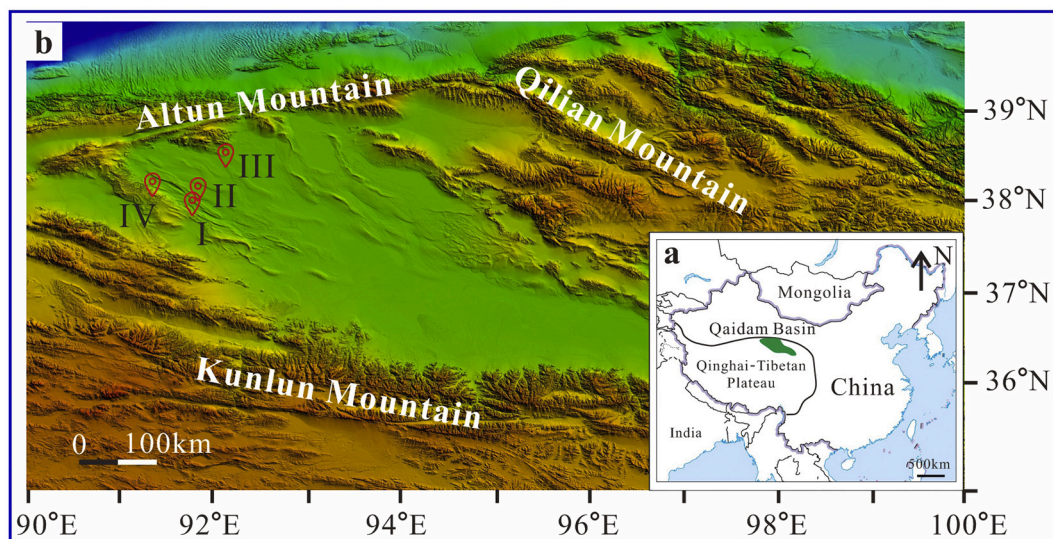 b
Altun Mountain
Qilian Mountain
39°N
III
38°N
IV
II
I
a
N
Mongolia
37°N
Qaidam Basin
Qinghai-Tibetan
Plateau
China
36°N
Kunlun Mountain
India
500km
0 100km
90°E 92°E 94°E 96°E 98°E 100°E